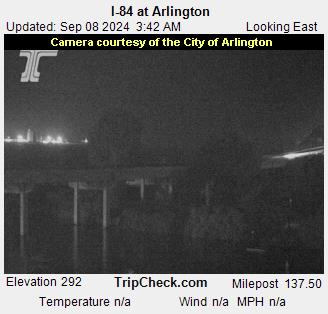 I-84 at Arlington
Updated: Sep 08 2024 3:42 AM Looking East
Camera courtesy of the City of Arlington
Elevation 292 TripCheck.com Milepost 137.50
Temperature n/a Wind n/a MPH n/a